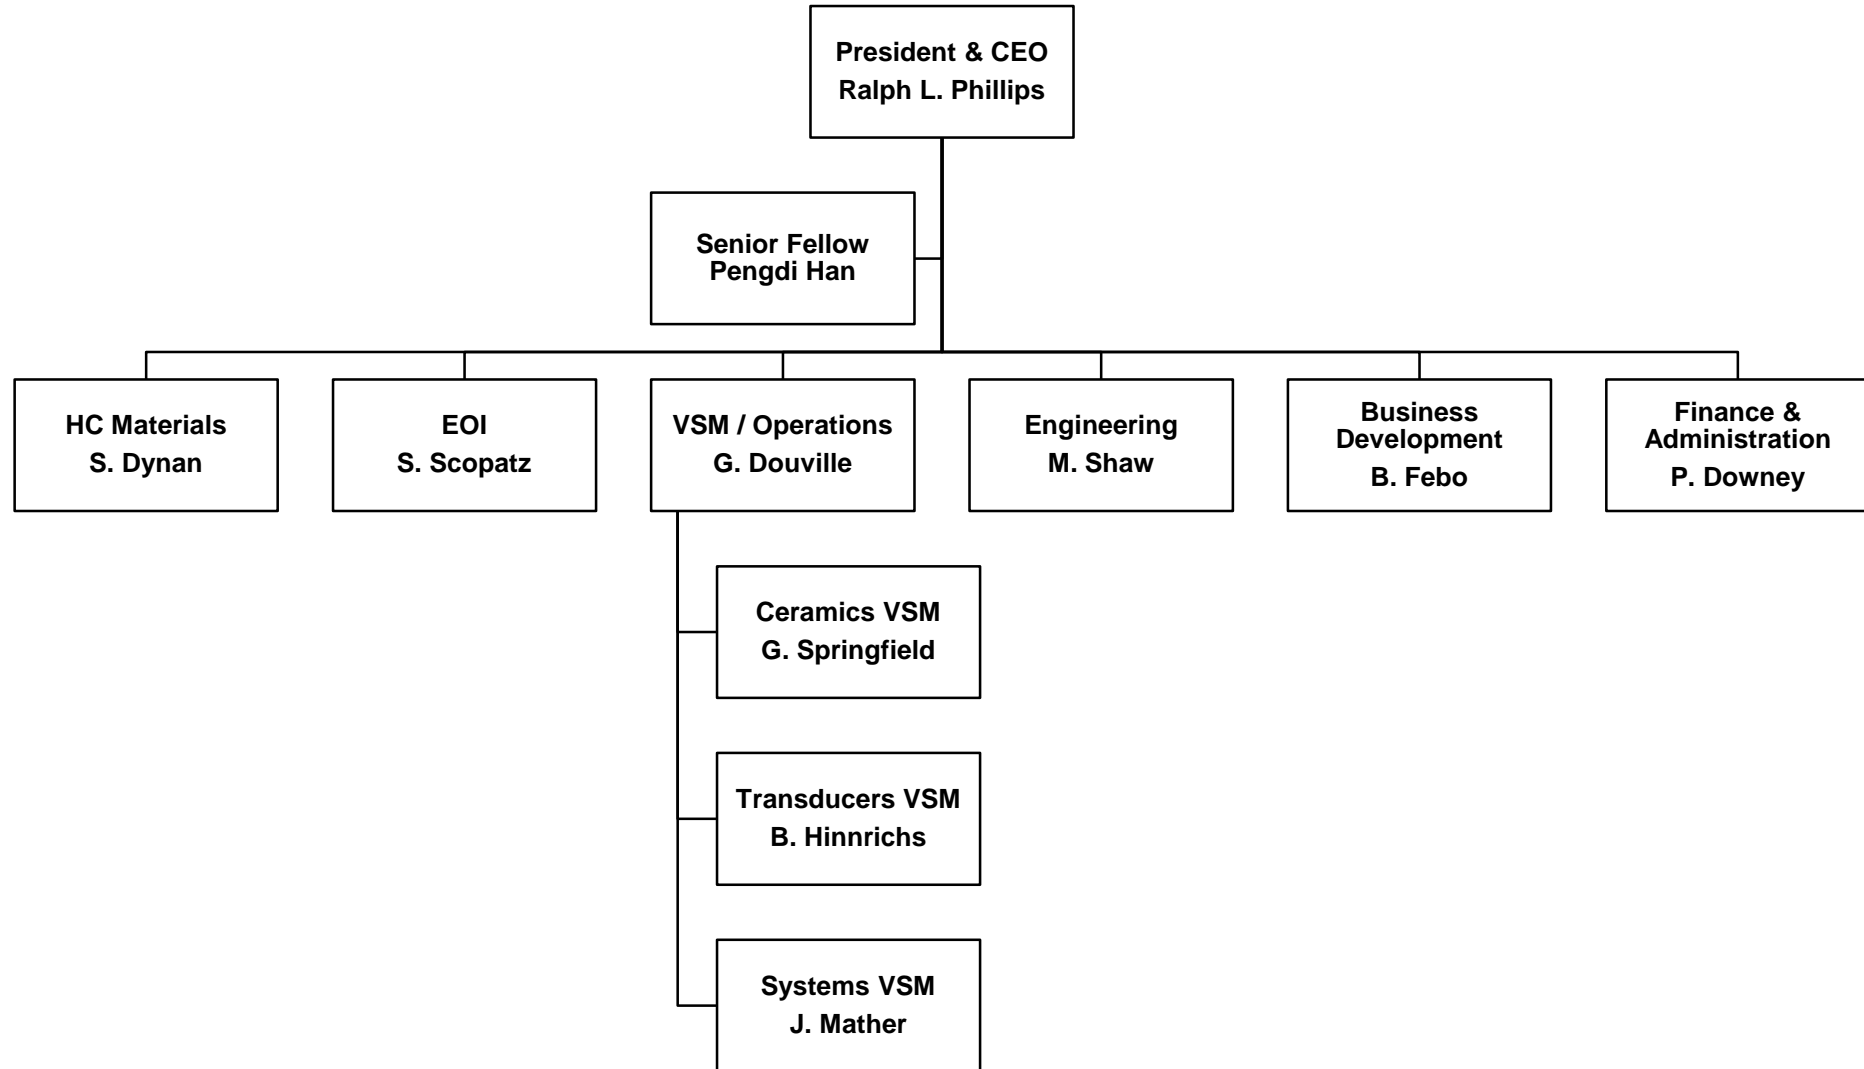 President & CEO
Ralph L. Phillips
Senior Fellow
Pengdi Han
HC Materials
S. Dynan
EOI
S. Scopatz
VSM / Operations
G. Douville
Engineering
M. Shaw
Business
Development
B. Febo
Finance &
Administration
P. Downey
Ceramics VSM
G. Springfield
Transducers VSM
B. Hinnrichs
Systems VSM
J. Mather